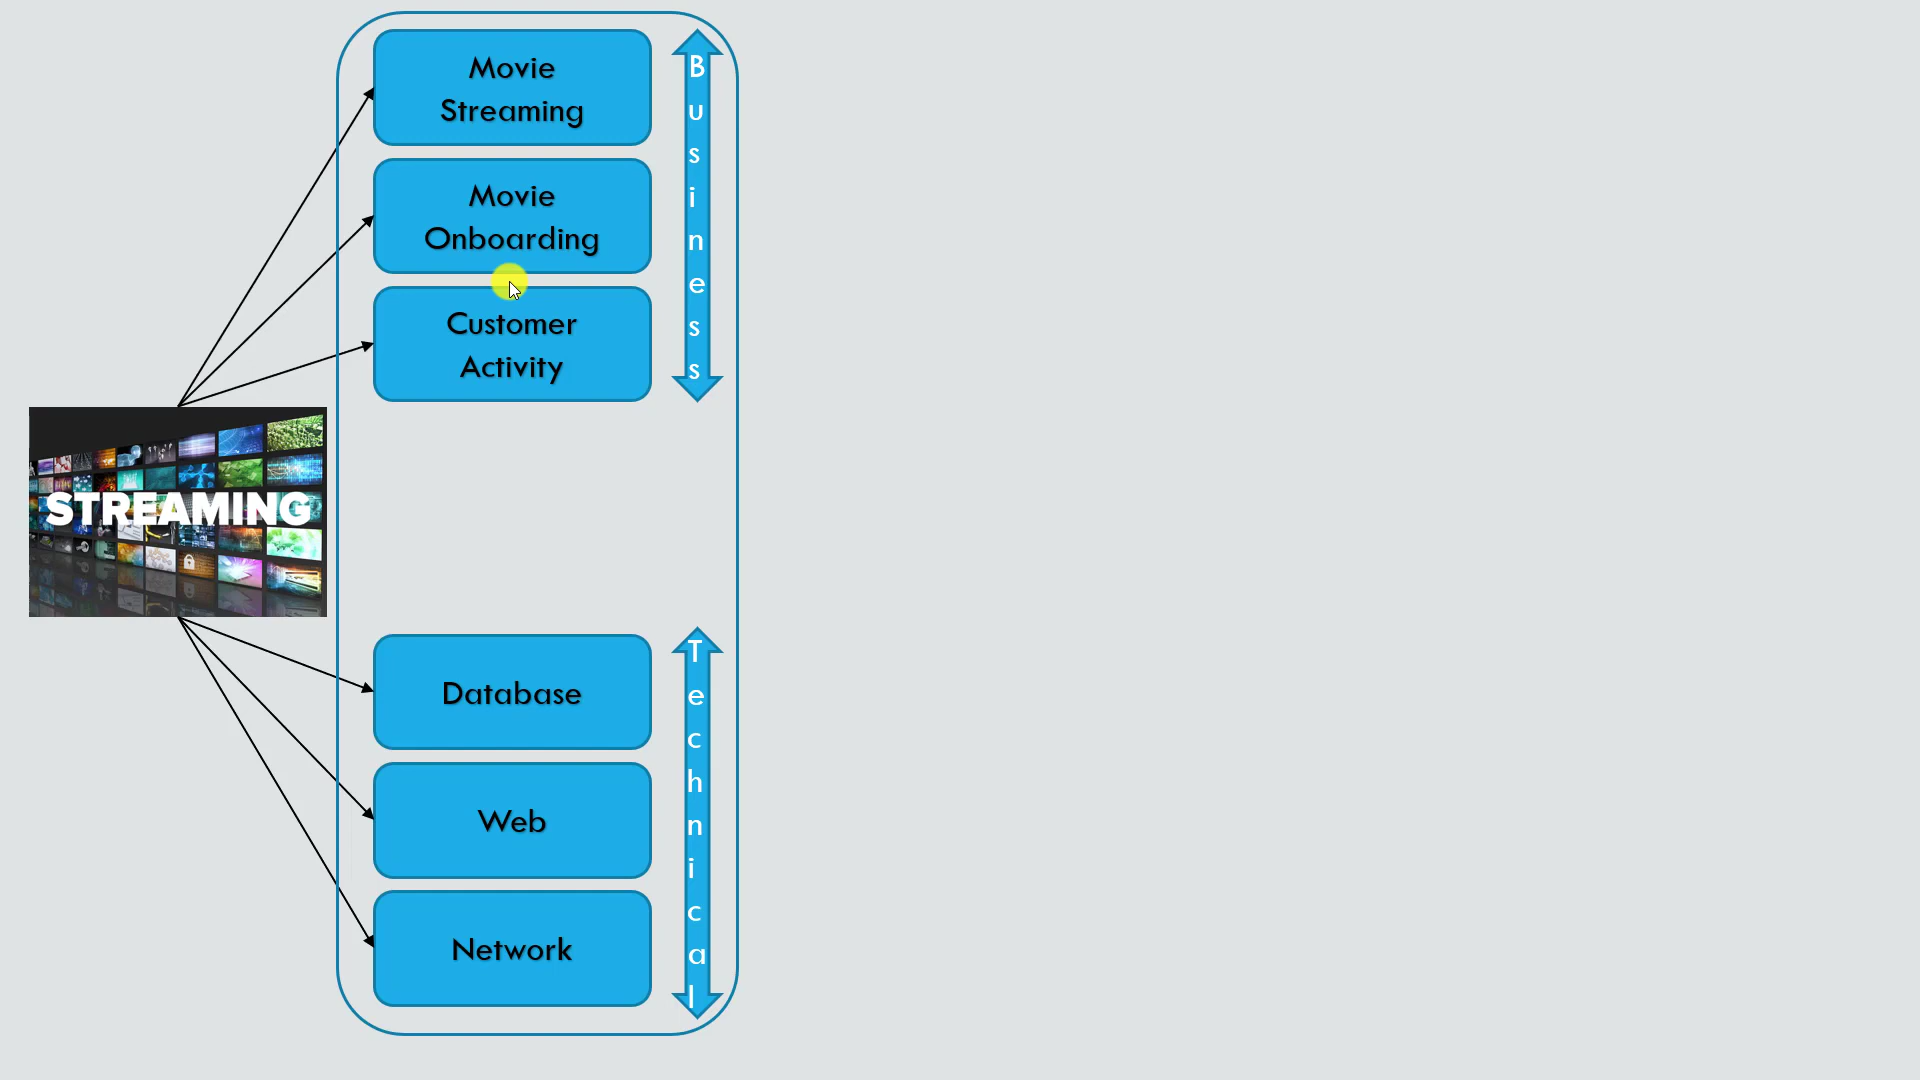 Movie
Streaming
Movie
Onboarding
Customer
Activity
B
u
s
i
n
e
s
s
STREAMING
Database
Web
Network
T
e
c
h
n
i
c
a
l